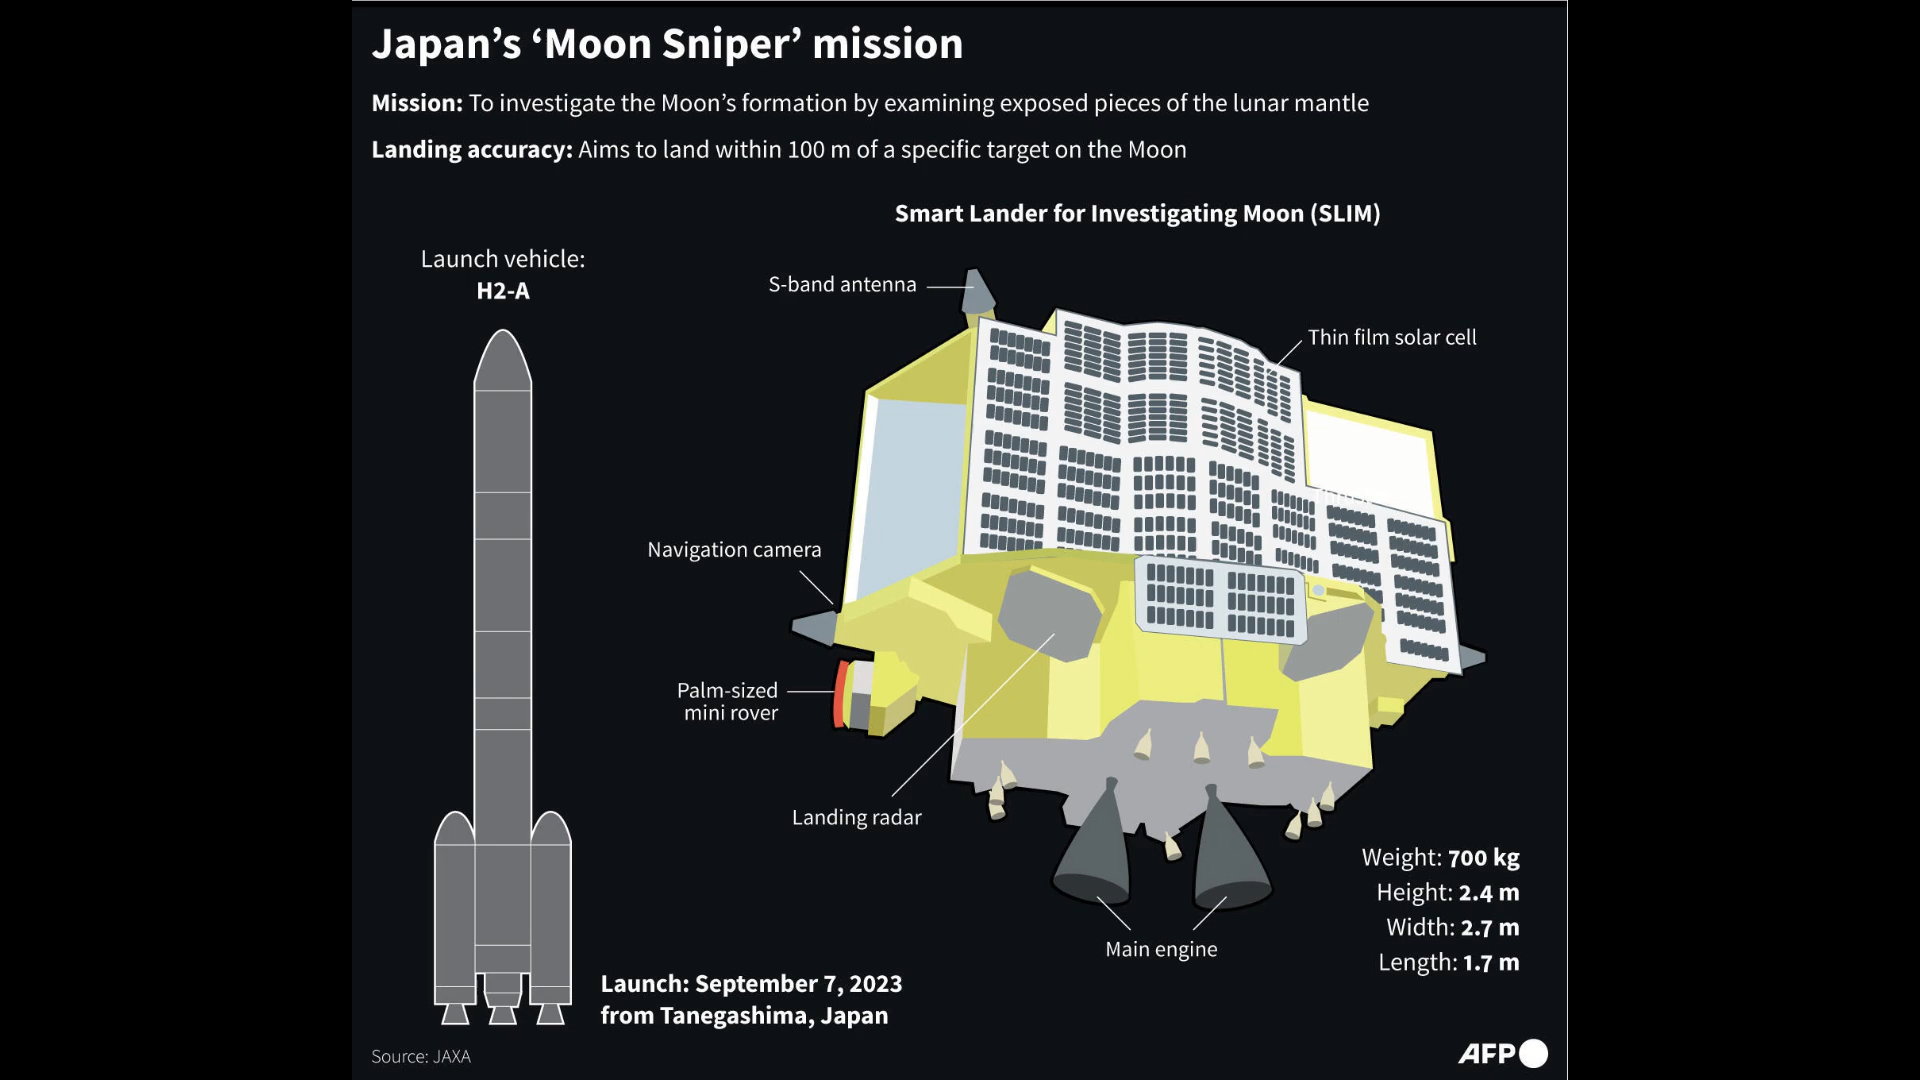 Japan’s ‘Moon Sniper’ mission
Mission: To investigate the Moon’s formation by examining exposed pieces of the lunar mantle
Landing accuracy: Aims to land within 100 m of a specific target on the Moon
Smart Lander for Investigating Moon (SLIM)
Launch vehicle:
H2-A
S-band antenna
Thin film solar cell
Navigation camera
Palm-sized
mini rover
Landing radar
Main engine
Weight: 700 kg
Height: 2.4 m
Width: 2.7 m
Length: 1.7 m
Launch: September 7, 2023
from Tanegashima, Japan
Source: JAXA
AFP